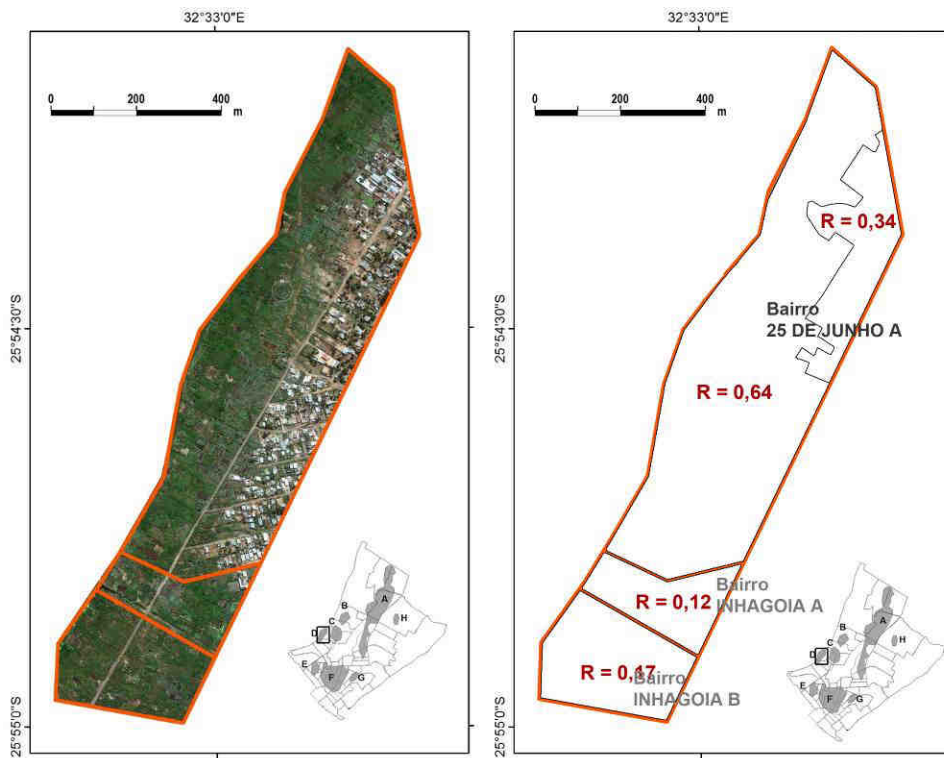 32°33'0"E
0 200 400
m
25°54'30"S
25°55'0"S
A
B
H
C
D
E
F
G
32°33'0"E
0 200 400
m
R = 0,34
Bairro
25 DE JUNHO A
25°54'30"S
R = 0,64
Bairro
INHAGOIA A
R = 0,12
R = 0,17
Bairro
INHAGOIA B
25°55'0"S
A
B
H
C
D
E
F
G